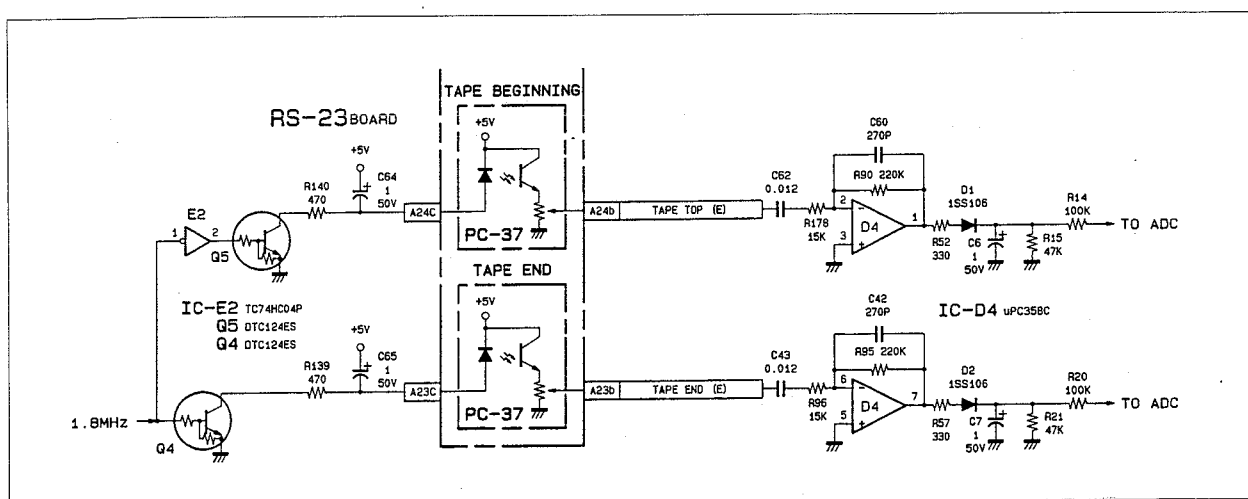 TAPE BEGINNING
RS-23 BOARD
+5V
+5V
R140
470
C64
1
50V
+
A24C
PC-37
A24b
TAPE TOP (E)
C62
0.012
R178
15K
C60
270P
R90 220K
2
-
3
+
D4
1
R52
330
D1
1SS106
C6
1
50V
+
R15
47K
R14
100K
TO ADC
E2
1
2
Q5
IC-E2 TC74HC04P
Q5 DTC124ES
Q4 DTC124ES
TAPE END
+5V
+5V
R139
470
C65
1
50V
+
A23C
PC-37
A23b
TAPE END (E)
C43
0.012
R96
15K
C42
270P
R95 220K
6
-
5
+
D4
7
R57
330
IC-D4 uPC358C
D2
1SS106
C7
1
50V
+
R21
47K
R20
100K
TO ADC
1.8MHz
Q4